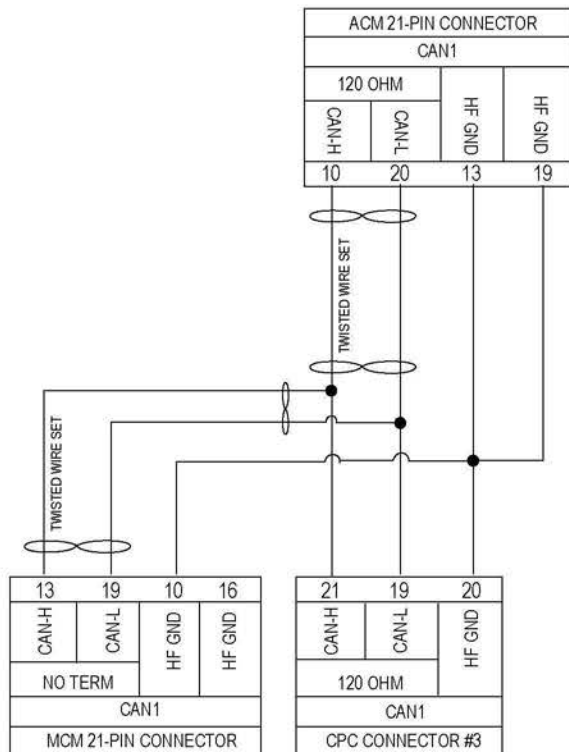 ACM 21-PIN CONNECTOR
CAN1
120 OHM
CAN-H
CAN-L
HF GND
HF GND
10
20
13
19
TWISTED WIRE SET
TWISTED WIRE SET
13
19
10
16
CAN-H
CAN-L
HF GND
HF GND
NO TERM
CAN1
MCM 21-PIN CONNECTOR
21
19
20
CAN-H
CAN-L
HF GND
120 OHM
CAN1
CPC CONNECTOR #3